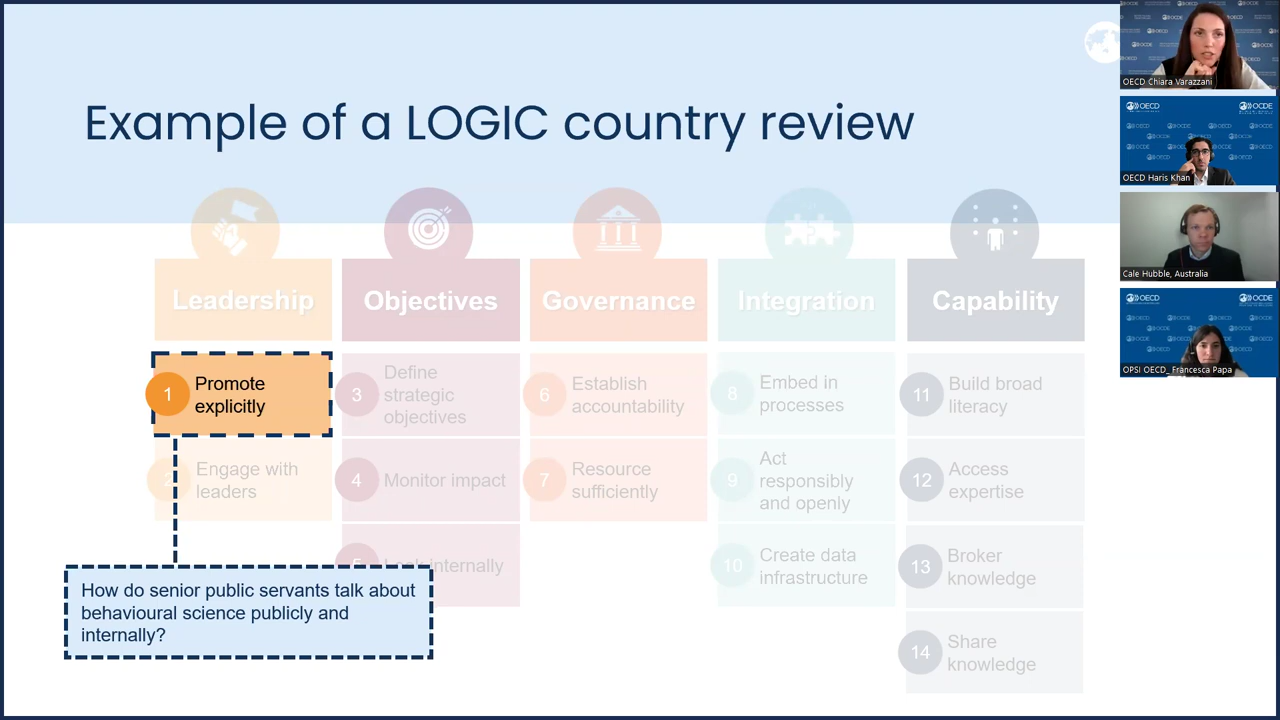 Example of a LOGIC country review
Leadership
Objectives
Governance
Integration
Capability
1
Promote
explicitly
2
Engage with
leaders
3
Define
strategic
objectives
4
Monitor impact
5
Look internally
6
Establish
accountability
7
Resource
sufficiently
8
Embed in
processes
9
Act
responsibly
and openly
10
Create data
infrastructure
11
Build broad
literacy
12
Access
expertise
13
Broker
knowledge
14
Share
knowledge
How do senior public servants talk about
behavioural science publicly and
internally?
OECD Chiara Varazzani
OECD Haris Khan
Cale Hubble, Australia
OPSI OECD_ Francesca Papa